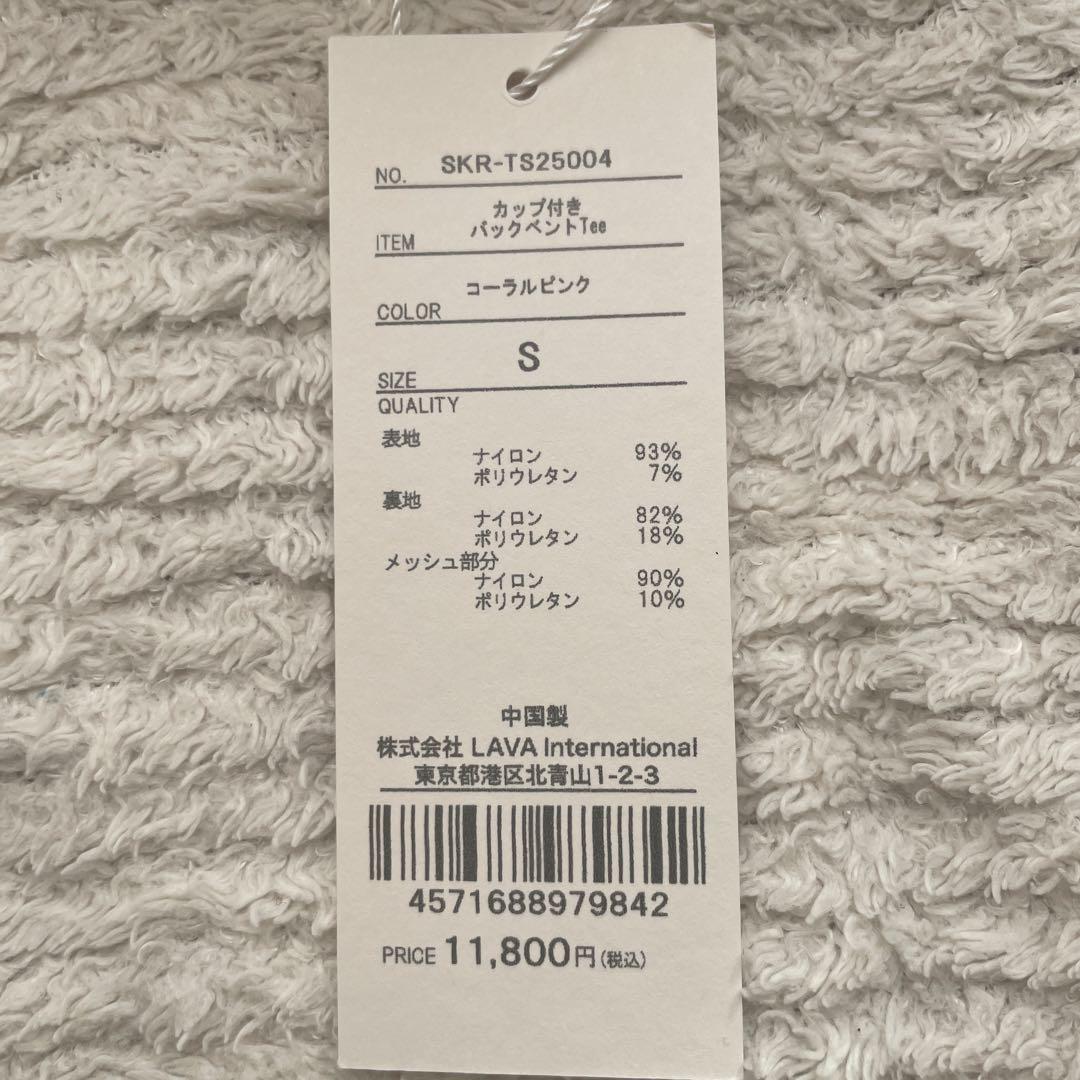 NO. SKR-TS25004
カップ付き
ITEM バックベントTee
COLOR コーラルピンク
SIZE S
QUALITY
表地
ナイロン 93%
ポリウレタン 7%
裏地
ナイロン 82%
ポリウレタン 18%
メッシュ部分
ナイロン 90%
ポリウレタン 10%
中国製
株式会社 LAVA International
東京都港区北青山1-2-3
4571688979842
PRICE 11,800円(税込)